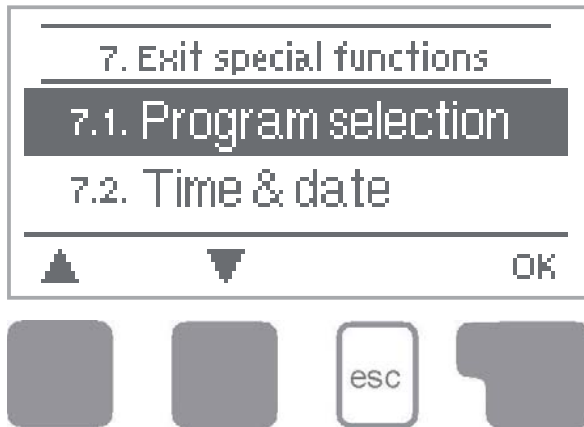 7. Exit special functions
7.1. Program selection
7.2. Time & date
OK
esc